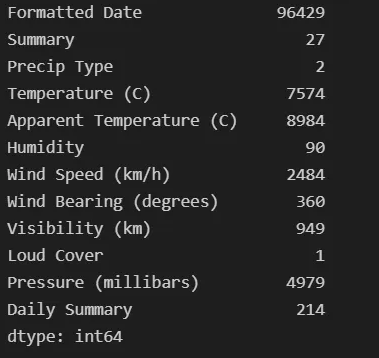 Formatted Date 96429
Summary 27
Precip Type 2
Temperature (C) 7574
Apparent Temperature (C) 8984
Humidity 90
Wind Speed (km/h) 2484
Wind Bearing (degrees) 360
Visibility (km) 949
Loud Cover 1
Pressure (millibars) 4979
Daily Summary 214
dtype: int64